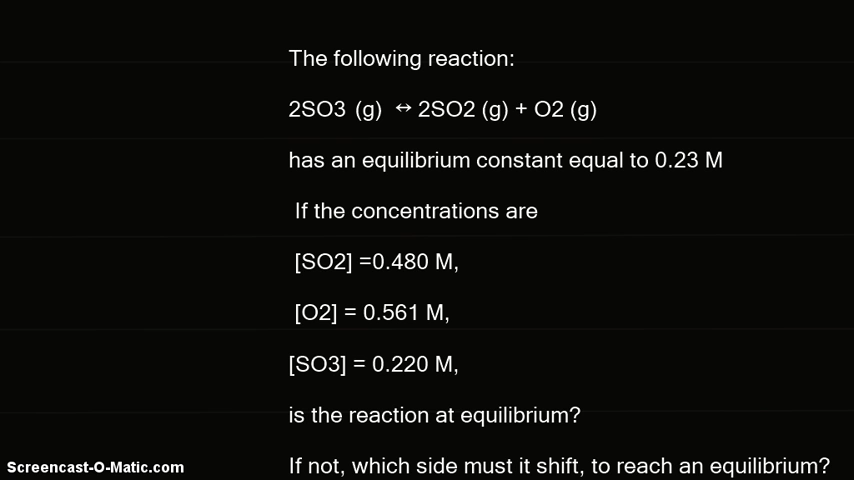 The following reaction:
2SO3 (g) ↔ 2SO2 (g) + O2 (g)
has an equilibrium constant equal to 0.23 M
If the concentrations are
[SO2] =0.480 M,
[O2] = 0.561 M,
[SO3] = 0.220 M,
is the reaction at equilibrium?
If not, which side must it shift, to reach an equilibrium?
Screencast-O-Matic.com